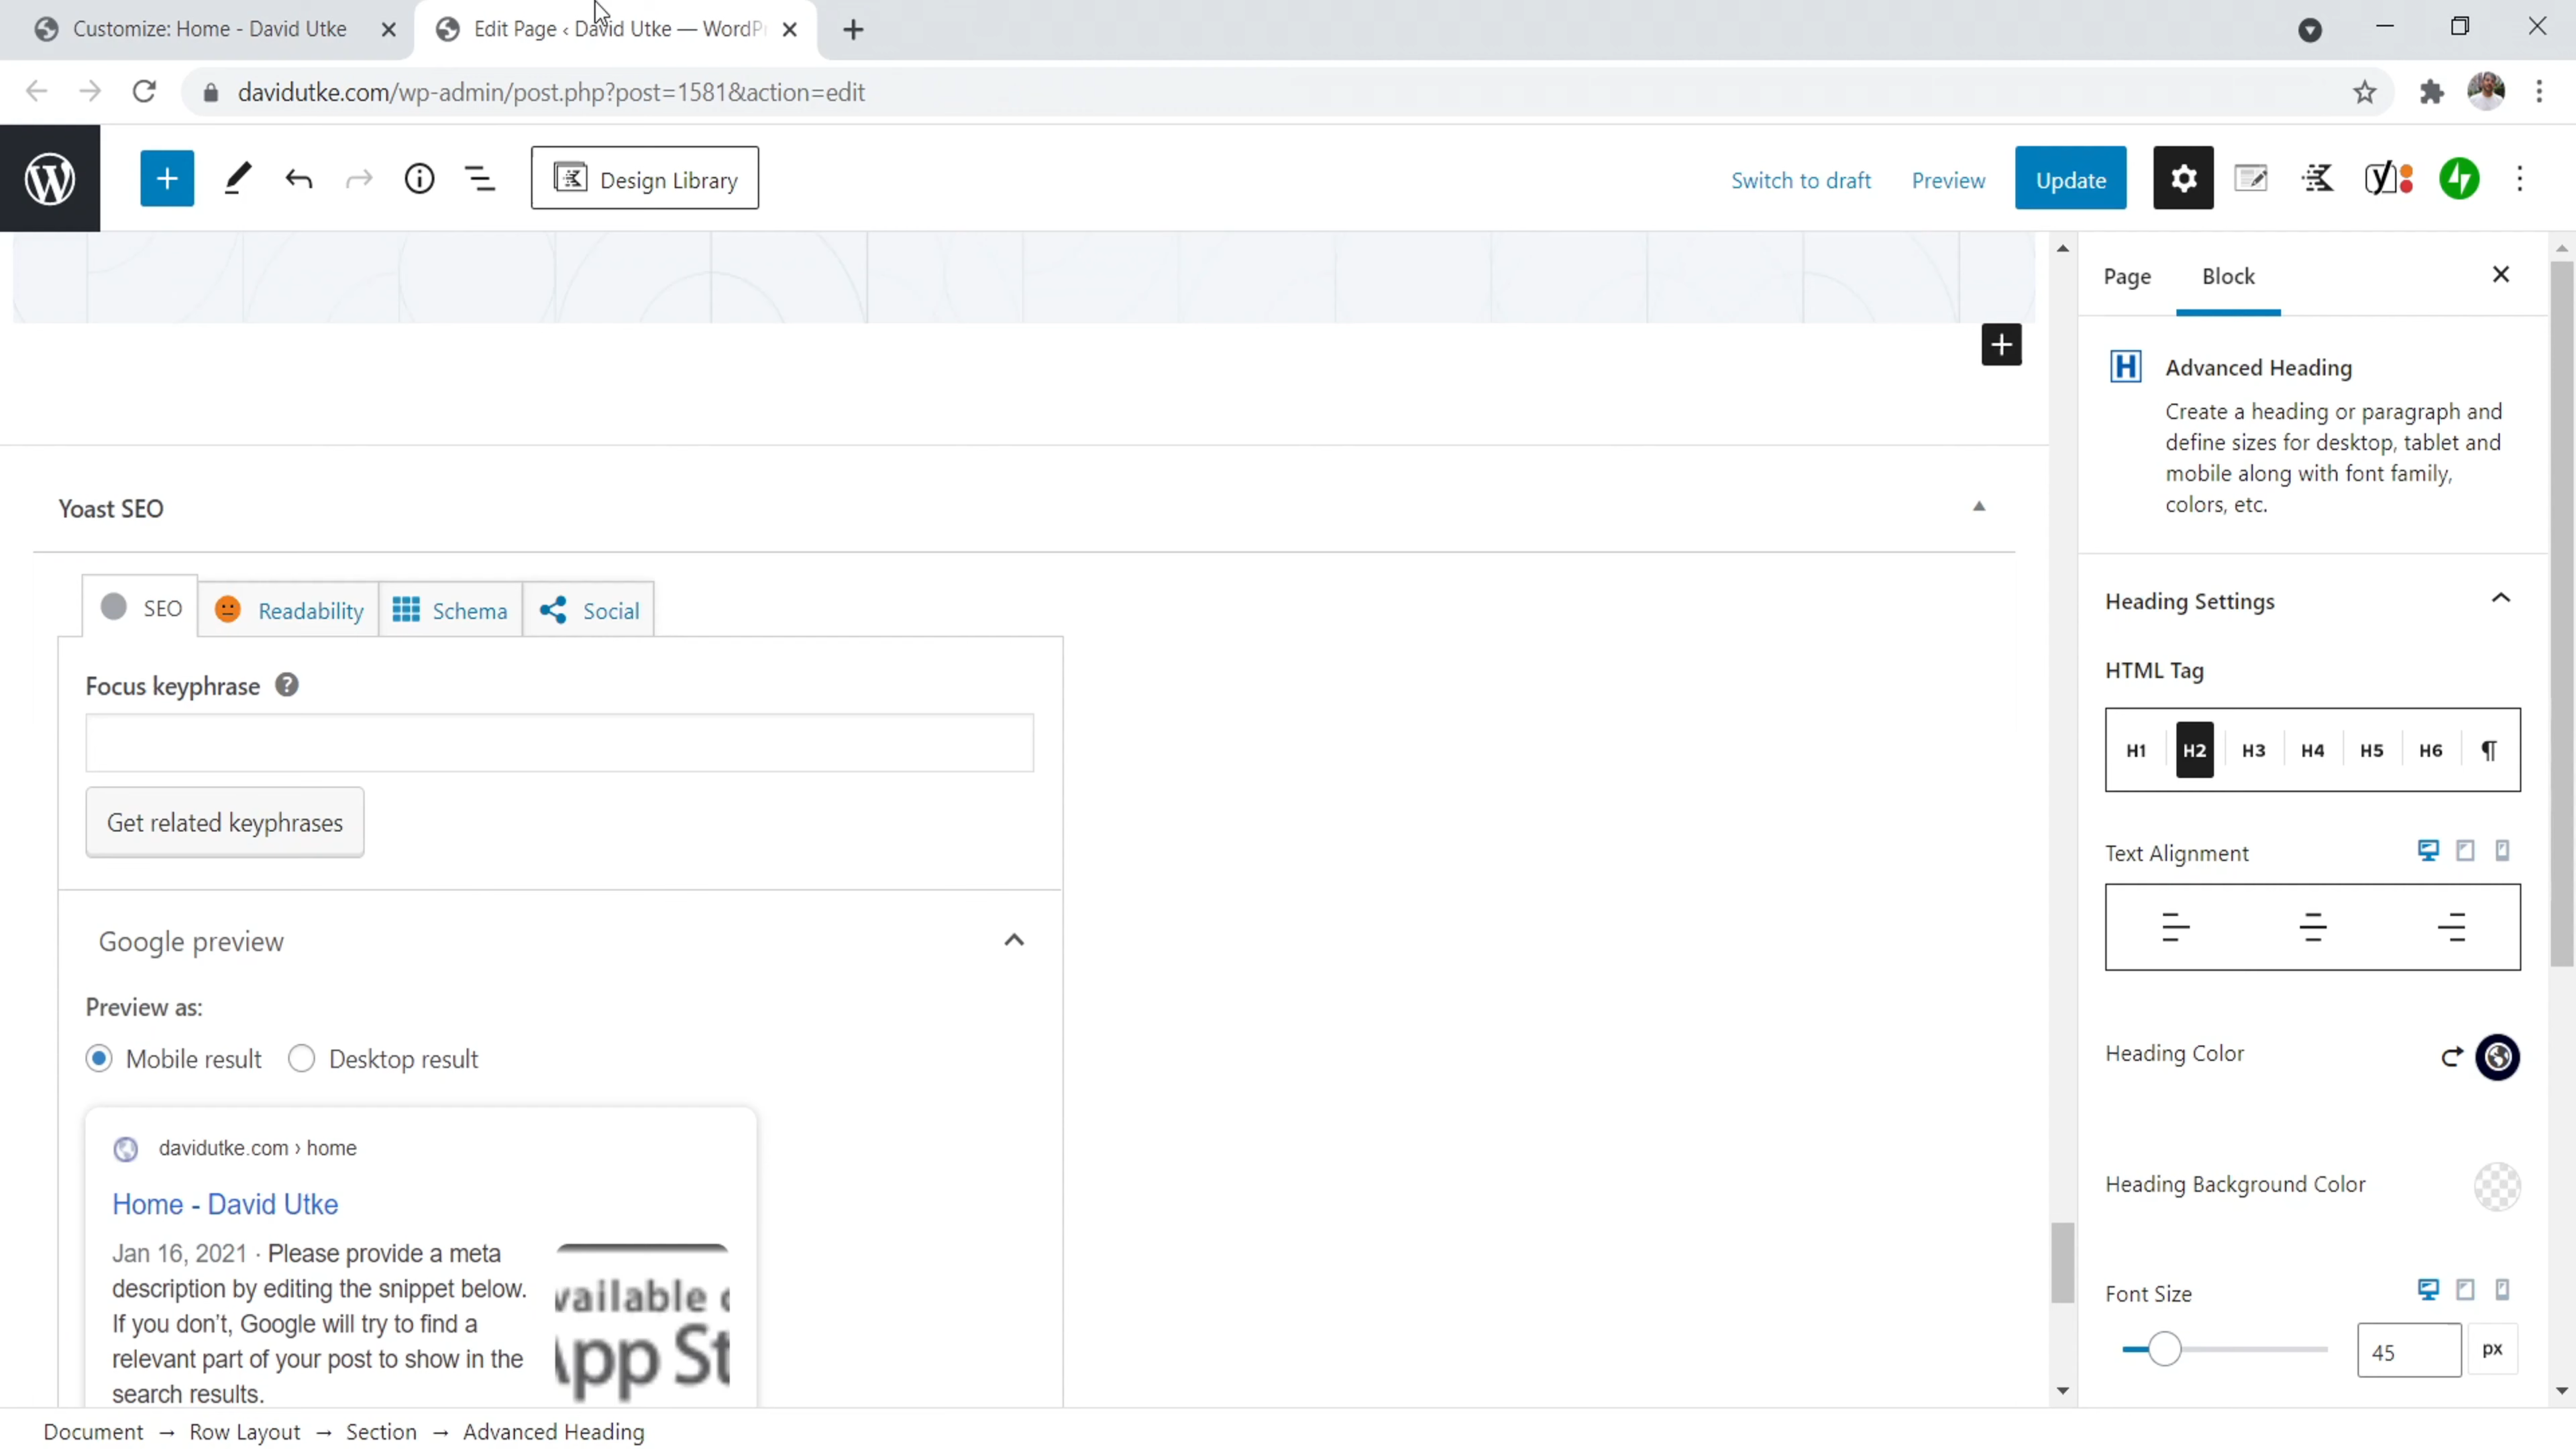 Customize: Home - David Utke
Edit Page ‹ David Utke — WordPr
davidutke.com/wp-admin/post.php?post=1581&action=edit
Design Library
Switch to draft
Preview
Update
Page
Block
Advanced Heading
Create a heading or paragraph and
define sizes for desktop, tablet and
mobile along with font family,
colors, etc.
Yoast SEO
SEO
Readability
Schema
Social
Focus keyphrase
Get related keyphrases
Google preview
Preview as:
Mobile result
Desktop result
davidutke.com › home
Home - David Utke
Jan 16, 2021 · Please provide a meta
description by editing the snippet below.
If you don't, Google will try to find a
relevant part of your post to show in the
search results.
vailable
App St
Heading Settings
HTML Tag
H1 H2 H3 H4 H5 H6 ¶
Text Alignment
Heading Color
Heading Background Color
Font Size
45 px
Document → Row Layout → Section → Advanced Heading